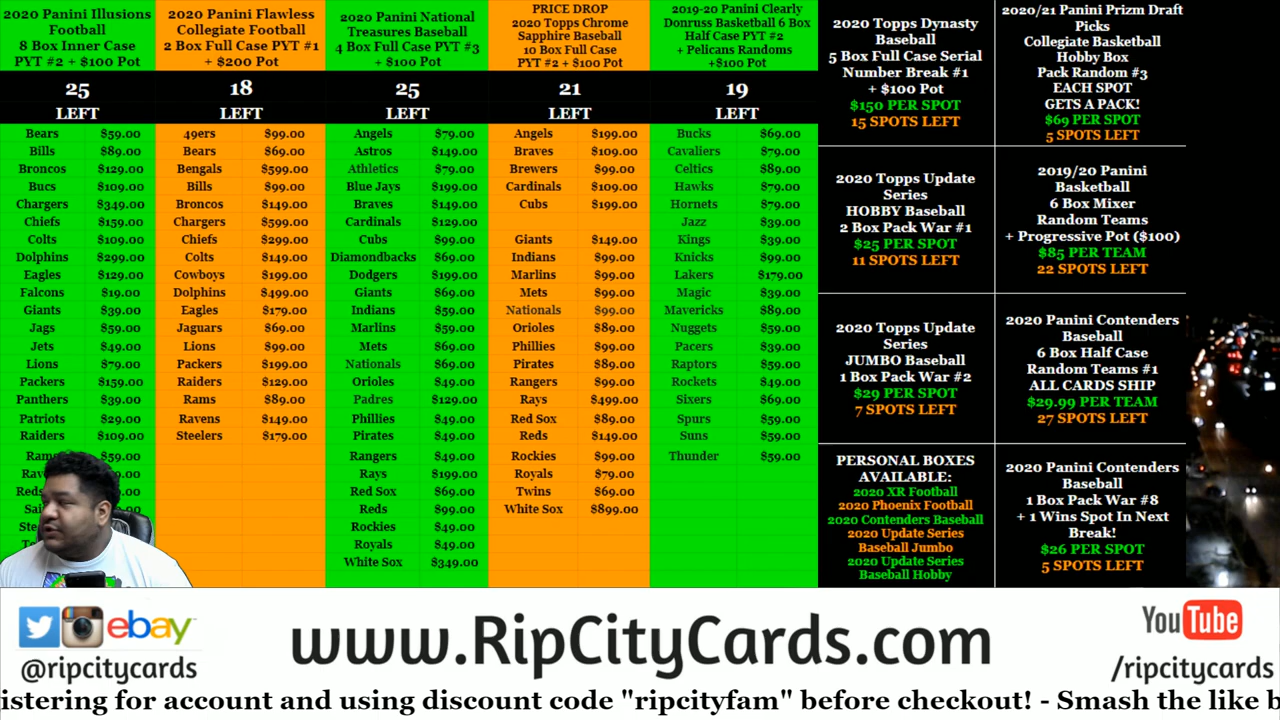 2020 Panini Illusions
Football
8 Box Inner Case
PYT #2 + $100 Pot
25
LEFT
Bears $59.00
Bills $89.00
Broncos $129.00
Bucs $109.00
Chargers $349.00
Chiefs $159.00
Colts $109.00
Dolphins $299.00
Eagles $129.00
Falcons $19.00
Giants $39.00
Jags $59.00
Jets $49.00
Lions $79.00
Packers $159.00
Panthers $39.00
Patriots $29.00
Raiders $109.00
$59.00
2020 Panini Flawless
Collegiate Football
2 Box Full Case PYT #1
+ $200 Pot
18
LEFT
49ers $99.00
Bears $69.00
Bengals $599.00
Bills $99.00
Broncos $149.00
Chargers $599.00
Chiefs $299.00
Colts $149.00
Cowboys $199.00
Dolphins $499.00
Eagles $179.00
Jaguars $69.00
Lions $99.00
Packers $199.00
Raiders $129.00
Rams $89.00
Ravens $149.00
Steelers $179.00
2020 Panini National
Treasures Baseball
4 Box Full Case PYT #3
+ $100 Pot
25
LEFT
Angels $79.00
Astros $149.00
Athletics $79.00
Blue Jays $199.00
Braves $149.00
Cardinals $129.00
Cubs $99.00
Diamondbacks $69.00
Dodgers $199.00
Giants $69.00
Indians $59.00
Marlins $59.00
Mets $69.00
Nationals $69.00
Orioles $49.00
Padres $129.00
Phillies $49.00
Pirates $49.00
Rangers $49.00
Rays $199.00
Red Sox $69.00
Reds $99.00
Rockies $49.00
Royals $49.00
White Sox $349.00
PRICE DROP
2020 Topps Chrome
Sapphire Baseball
10 Box Full Case
PYT #2 + $100 Pot
21
LEFT
Angels $199.00
Braves $109.00
Brewers $99.00
Cardinals $109.00
Cubs $199.00
Giants $149.00
Indians $99.00
Marlins $99.00
Mets $99.00
Nationals $99.00
Orioles $89.00
Phillies $99.00
Pirates $89.00
Rangers $99.00
Rays $499.00
Red Sox $89.00
Reds $149.00
Rockies $99.00
Royals $79.00
Twins $69.00
White Sox $899.00
2019-20 Panini Clearly
Donruss Basketball 6 Box
Half Case PYT #2
+ Pelicans Randoms
+$100 Pot
19
LEFT
Bucks $69.00
Cavaliers $79.00
Celtics $89.00
Hawks $79.00
Hornets $79.00
Jazz $39.00
Kings $39.00
Knicks $99.00
Lakers $179.00
Magic $39.00
Mavericks $89.00
Nuggets $59.00
Pacers $39.00
Raptors $59.00
Rockets $49.00
Sixers $69.00
Spurs $59.00
Suns $59.00
Thunder $59.00
2020 Topps Dynasty
Baseball
5 Box Full Case Serial
Number Break #1
+ $100 Pot
$150 PER SPOT
15 SPOTS LEFT
2020/21 Panini Prizm Draft
Picks
Collegiate Basketball
Hobby Box
Pack Random #3
EACH SPOT
GETS A PACK!
$69 PER SPOT
5 SPOTS LEFT
2020 Topps Update
Series
HOBBY Baseball
2 Box Pack War #1
$25 PER SPOT
11 SPOTS LEFT
2019/20 Panini
Basketball
6 Box Mixer
Random Teams
+ Progressive Pot ($100)
$85 PER TEAM
22 SPOTS LEFT
2020 Topps Update
Series
JUMBO Baseball
1 Box Pack War #2
$29 PER SPOT
7 SPOTS LEFT
2020 Panini Contenders
Baseball
6 Box Half Case
Random Teams #1
ALL CARDS SHIP
$29.99 PER TEAM
27 SPOTS LEFT
PERSONAL BOXES
AVAILABLE:
2020 XR Football
2020 Phoenix Football
2020 Contenders Baseball
2020 Update Series
Baseball Jumbo
2020 Update Series
Baseball Hobby
2020 Panini Contenders
Baseball
1 Box Pack War #8
+ 1 Wins Spot In Next
Break!
$26 PER SPOT
5 SPOTS LEFT
ebay
@ripcitycards
www.RipCityCards.com
YouTube
/ripcitycards
istering for account and using discount code "ripcityfam" before checkout! - Smash the like b